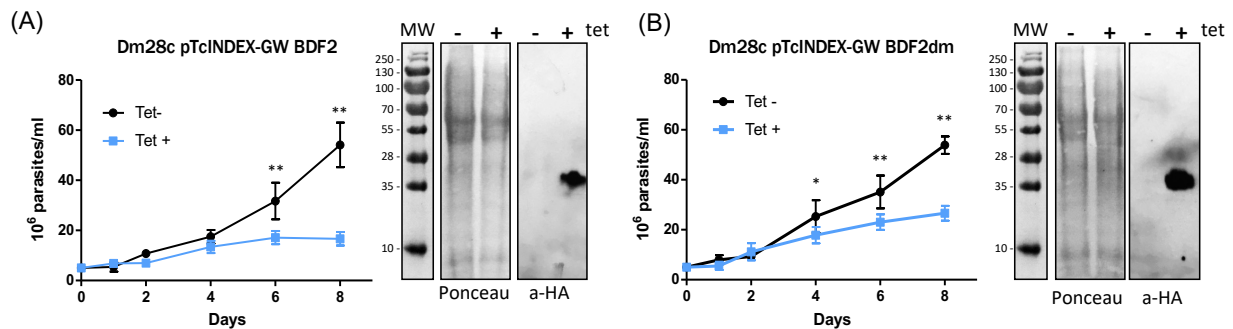 (A)
Dm28c pTcINDEX-GW BDF2
Tet-
Tet +
**
**
10⁶ parasites/ml
80
60
40
20
0
0 2 4 6 8
Days
MW - + - + tet
250 -
130 -
100 -
70 -
55 -
28 -
35 -
10 -
Ponceau a-HA
(B)
Dm28c pTcINDEX-GW BDF2dm
Tet -
Tet +
*
**
**
10⁶ parasites/ml
80
60
40
20
0
0 2 4 6 8
Days
MW - + - + tet
250 -
130 -
100 -
70 -
55 -
28 -
35 -
10 -
Ponceau a-HA